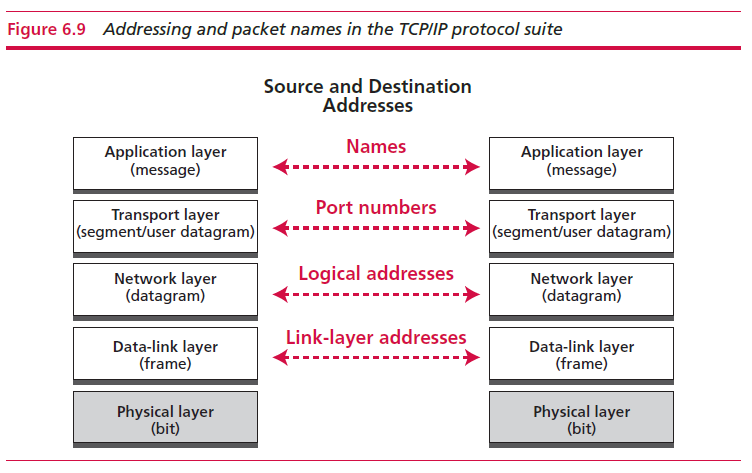 Figure 6.9 Addressing and packet names in the TCP/IP protocol suite
Source and Destination
Addresses
Application layer
(message)
Names
Application layer
(message)
Transport layer
(segment/user datagram)
Port numbers
Transport layer
(segment/user datagram)
Network layer
(datagram)
Logical addresses
Network layer
(datagram)
Data-link layer
(frame)
Link-layer addresses
Data-link layer
(frame)
Physical layer
(bit)
Physical layer
(bit)